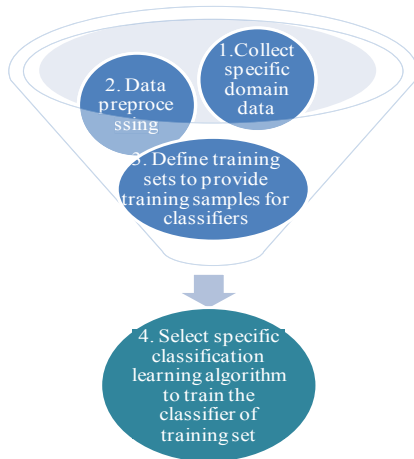 1.Collect
specific
domain
data
2. Data
preproce
ssing
3. Define training
sets to provide
training samples for
classifiers
4. Select specific
classification
learning algorithm
to train the
classifier of
training set